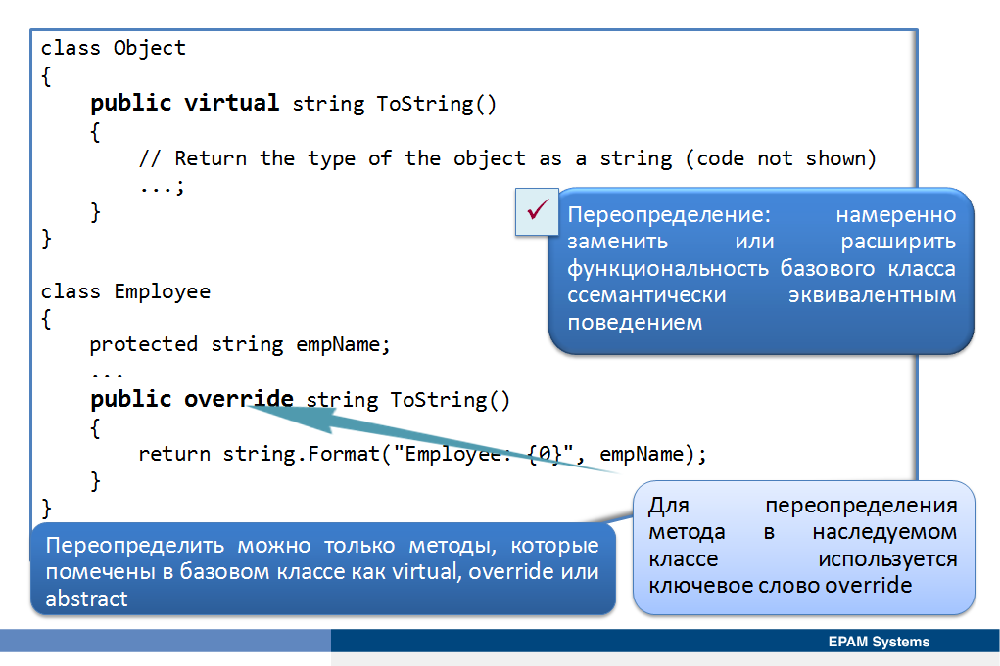 class Object
{
public virtual string ToString()
{
// Return the type of the object as a string (code not shown)
...;
}
}
Переопределение: намеренно
заменить или расширить
функциональность базового класса
ссемантически эквивалентным
поведением
class Employee
{
protected string empName;
...
public override string ToString()
{
return string.Format("Employee: {0}", empName);
}
}
Для переопределения
метода в наследуемом
классе используется
ключевое слово override
Переопределить можно только методы, которые
помечены в базовом классе как virtual, override или
abstract
EPAM Systems